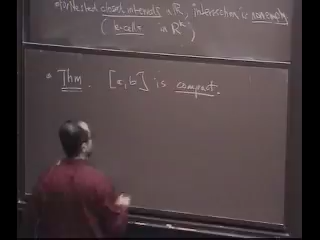 Nested closed intervals in ℝ, intersection is nonempty
( k-cells in ℝᵏ )
• Thm. [a,b] is compact.